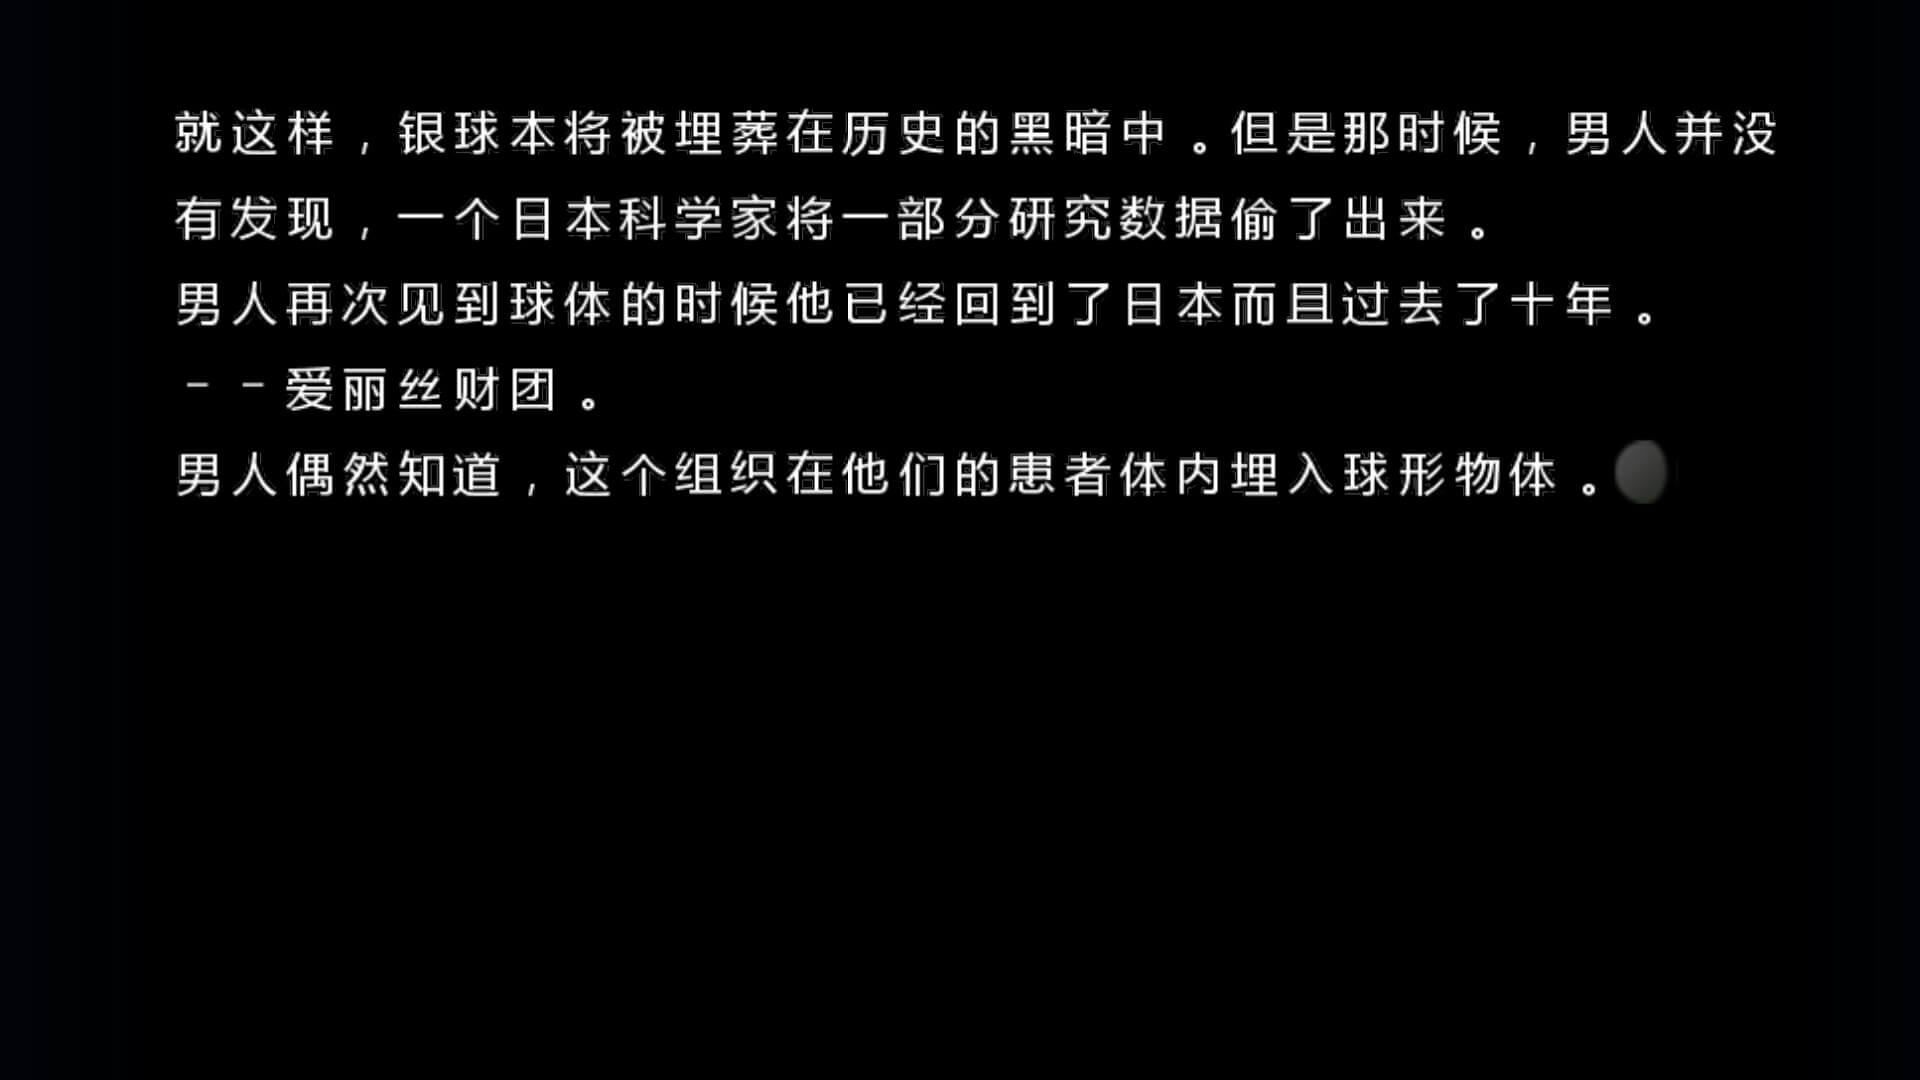 就这样，银球本将被埋葬在历史的黑暗中。但是那时候，男人并没
有发现，一个日本科学家将一部分研究数据偷了出来。
男人再次见到球体的时候他已经回到了日本而且过去了十年。
－－爱丽丝财团。
男人偶然知道，这个组织在他们的患者体内埋入球形物体。